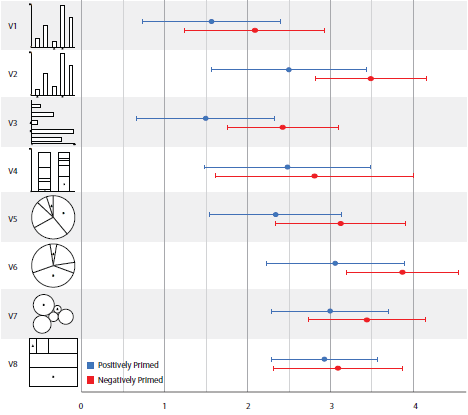 V1
V2
V3
V4
V5
V6
V7
V8
Positively Primed
Negatively Primed
0 1 2 3 4